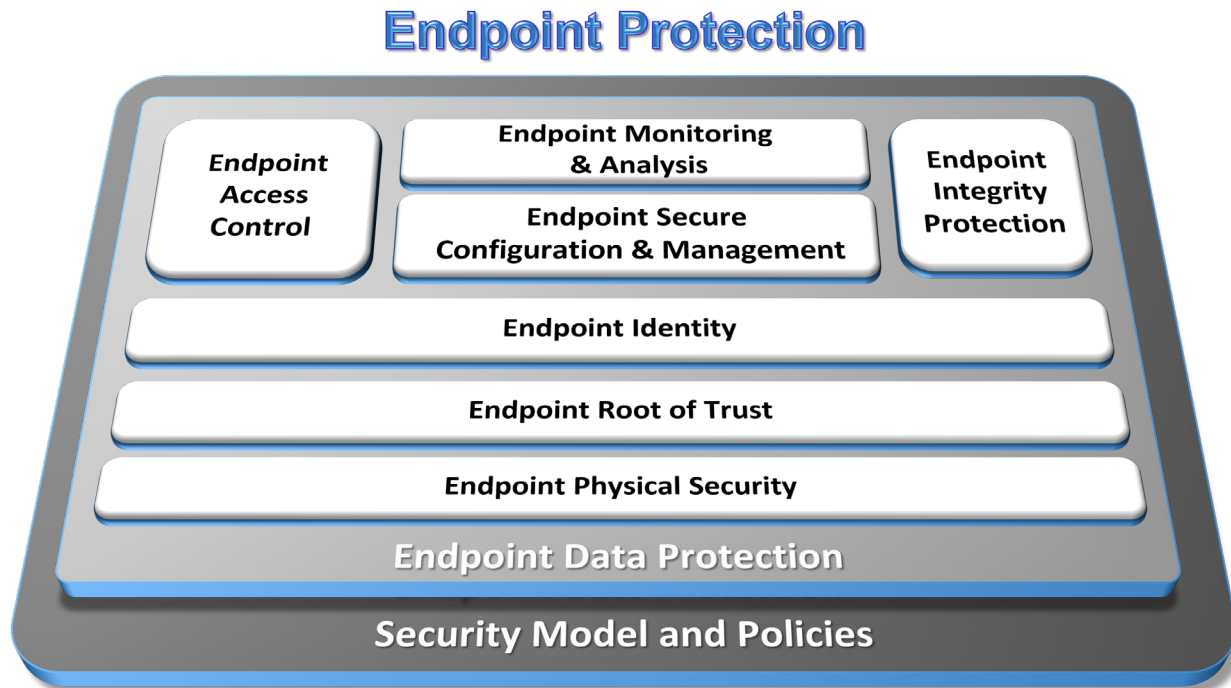 Endpoint Protection
Endpoint
Access
Control
Endpoint Monitoring
& Analysis
Endpoint Secure
Configuration & Management
Endpoint
Integrity
Protection
Endpoint Identity
Endpoint Root of Trust
Endpoint Physical Security
Endpoint Data Protection
Security Model and Policies